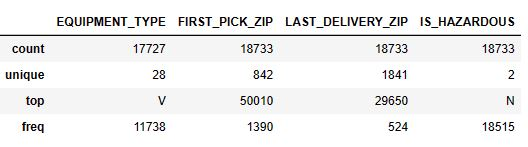 EQUIPMENT_TYPE FIRST_PICK_ZIP LAST_DELIVERY_ZIP IS_HAZARDOUS
count 17727 18733 18733 18733
unique 28 842 1841 2
top V 50010 29650 N
freq 11738 1390 524 18515